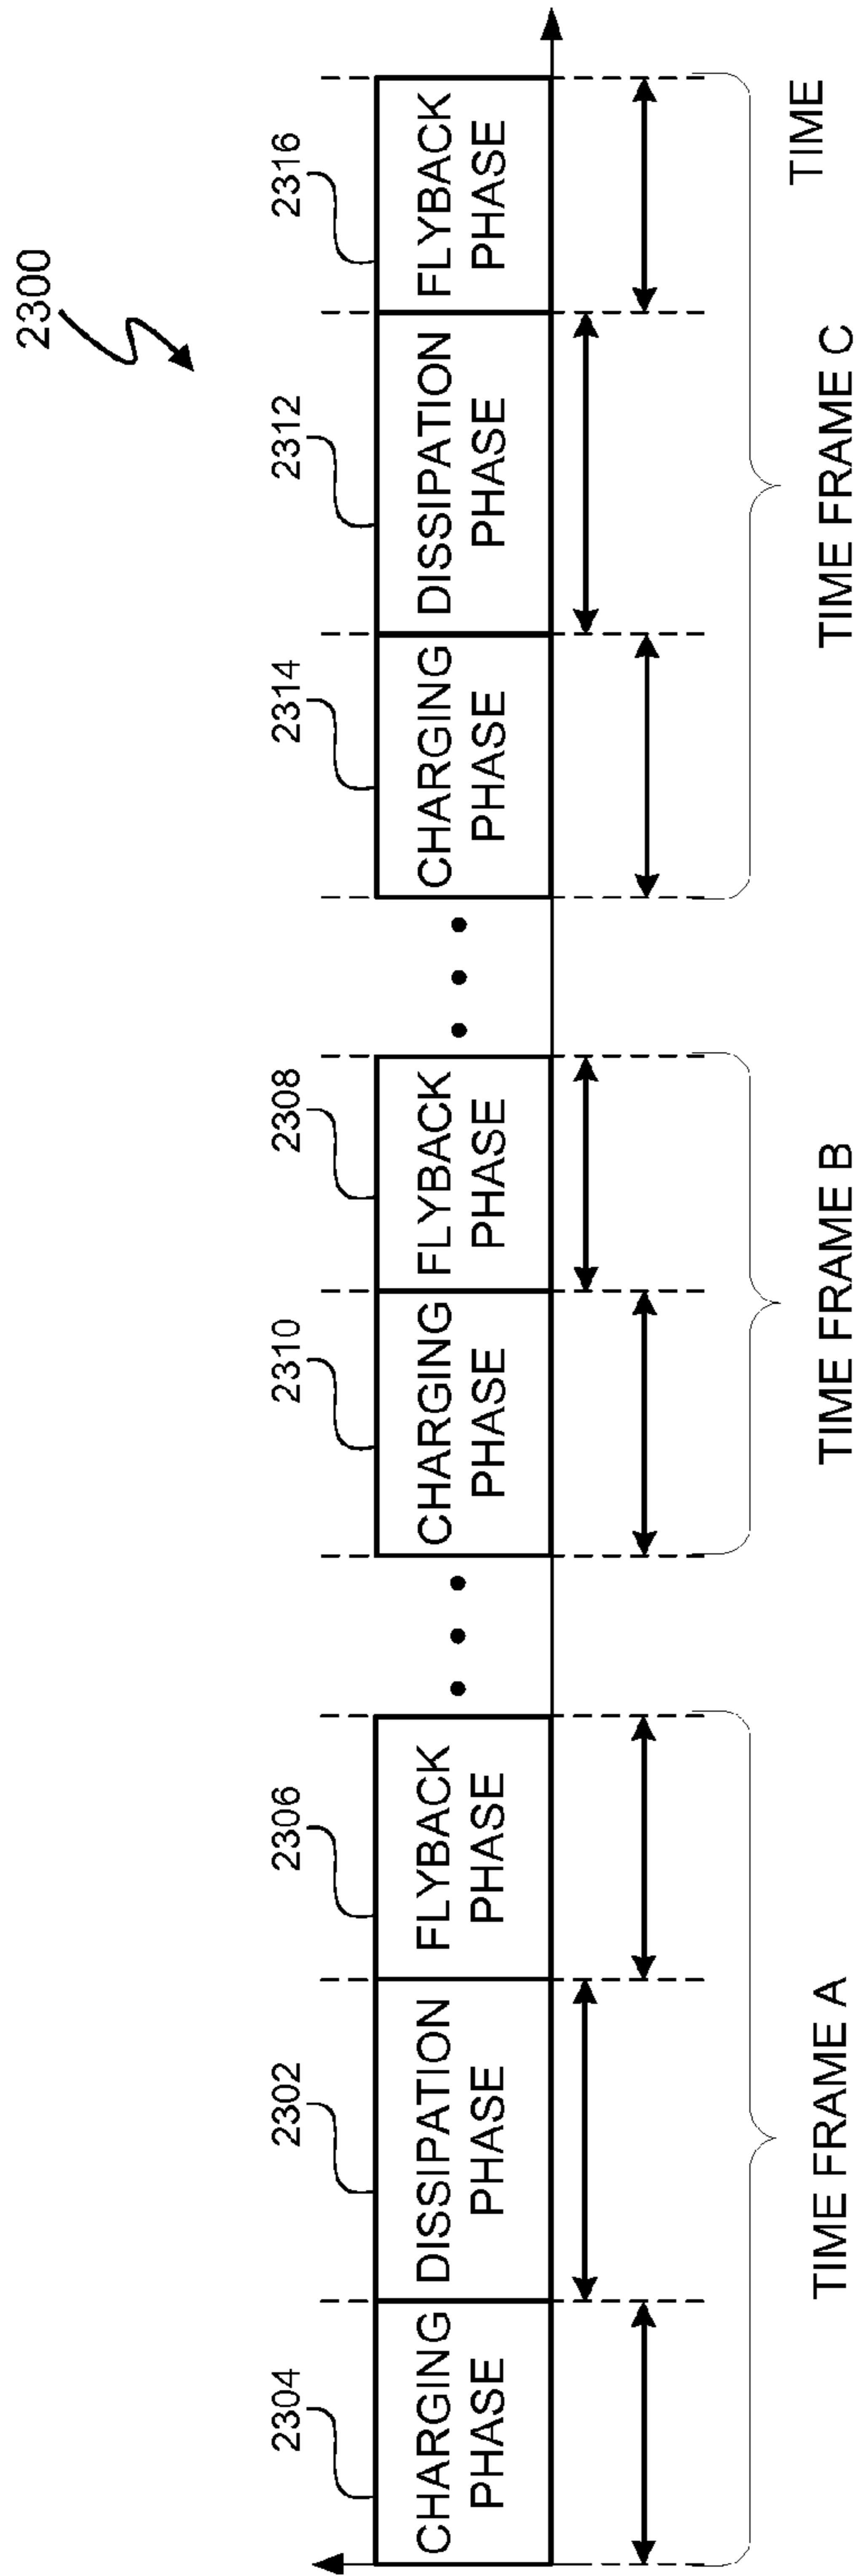 2300
2304
2302
2306
2310
2308
2314
2312
2316
CHARGING
PHASE
DISSIPATION
PHASE
FLYBACK
PHASE
CHARGING
PHASE
FLYBACK
PHASE
CHARGING
PHASE
DISSIPATION
PHASE
FLYBACK
PHASE
TIME
TIME FRAME A
TIME FRAME B
TIME FRAME C